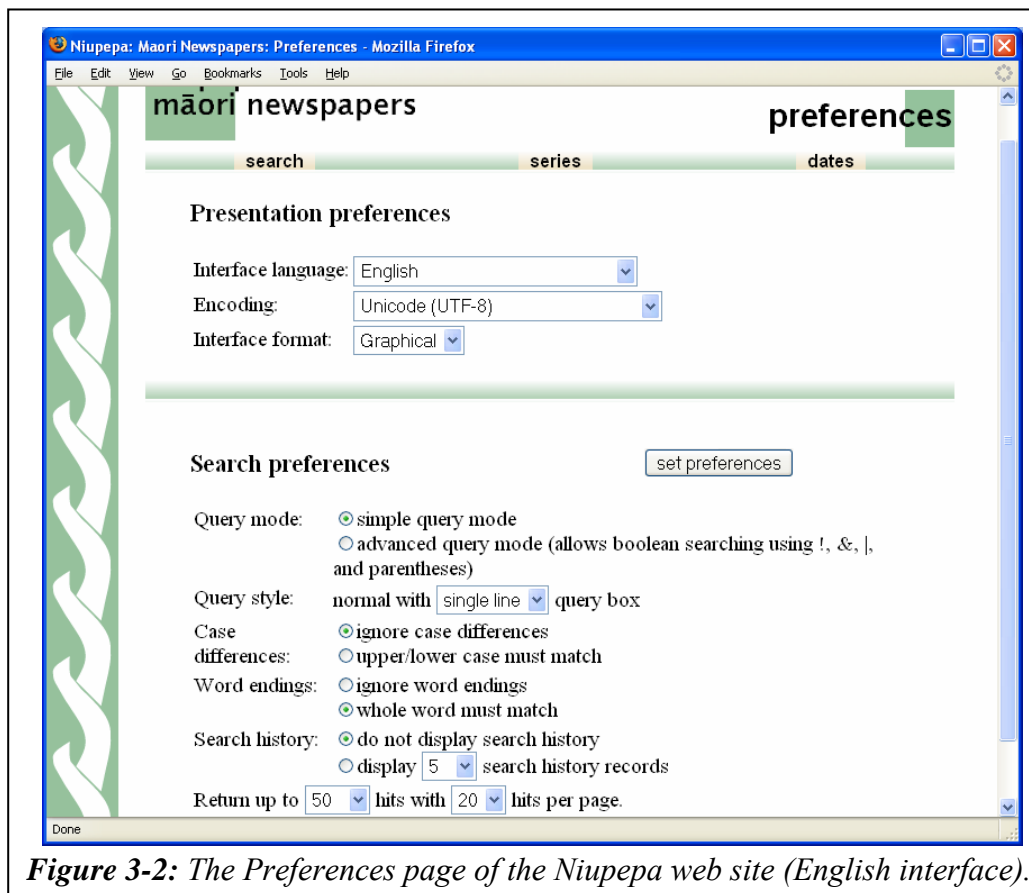 Niupepa: Maori Newspapers: Preferences - Mozilla Firefox
File Edit View Go Bookmarks Tools Help
māori newspapers
preferences
search series dates
Presentation preferences
Interface language: English
Encoding: Unicode (UTF-8)
Interface format: Graphical
Search preferences set preferences
Query mode: simple query mode
advanced query mode (allows boolean searching using !, &, |,
and parentheses)
Query style: normal with single line query box
Case ignore case differences
differences: upper/lower case must match
Word endings: ignore word endings
whole word must match
Search history: do not display search history
display 5 search history records
Return up to 50 hits with 20 hits per page.
Done
Figure 3-2: The Preferences page of the Niupepa web site (English interface).